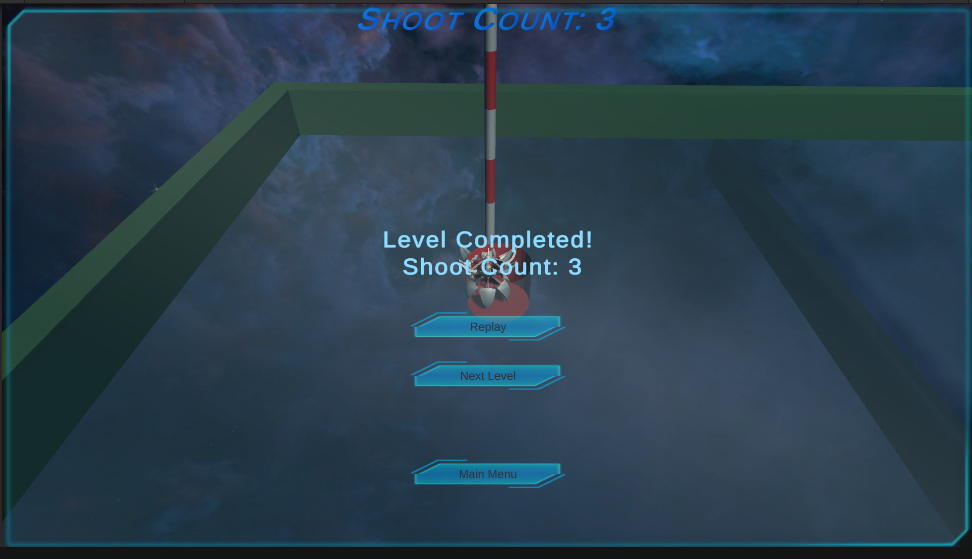 SHOOT COUNT: 3
Level Completed!
Shoot Count: 3
Replay
Next Level
Main Menu